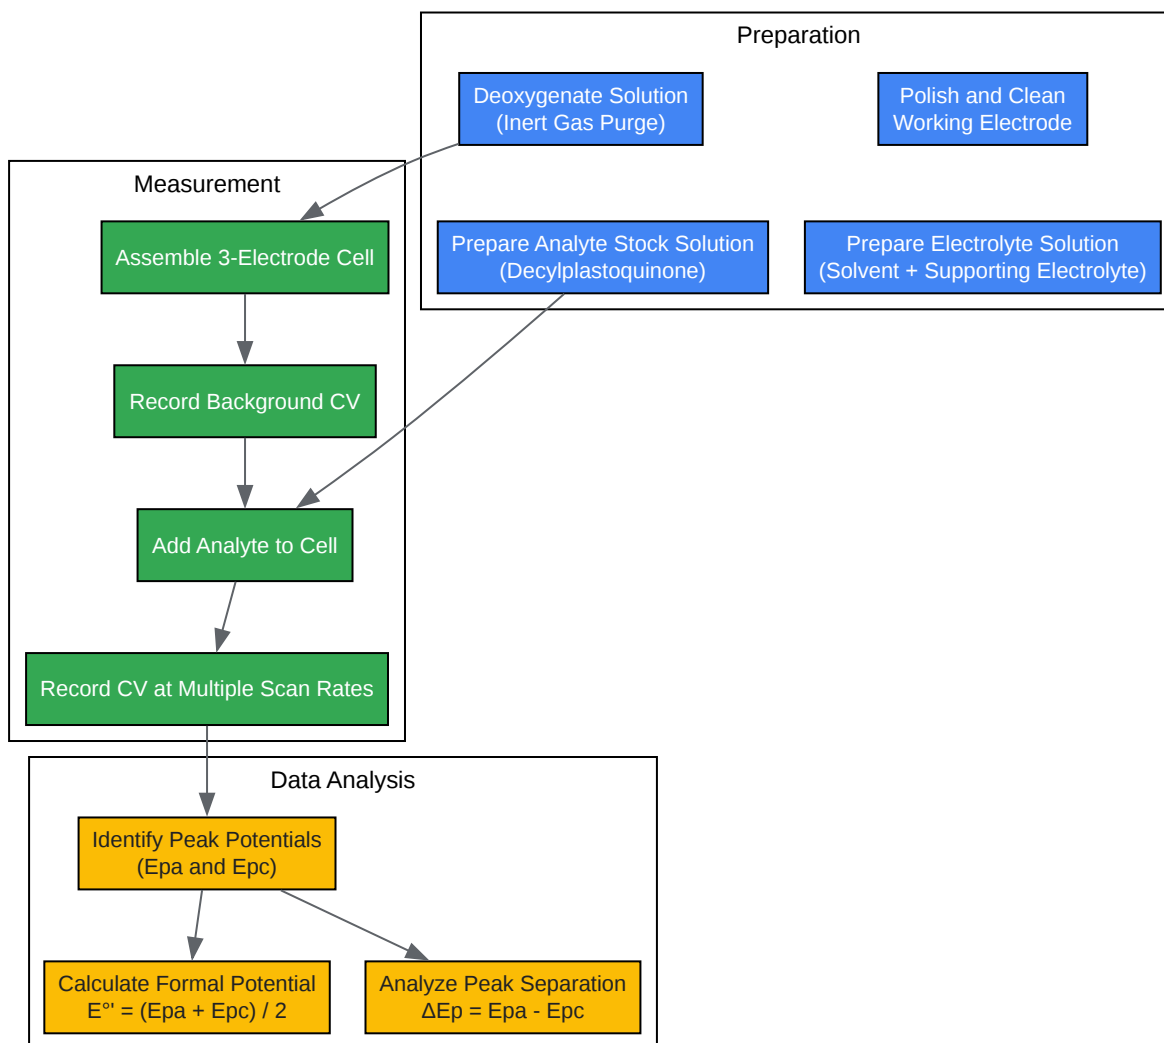 Preparation
Deoxygenate Solution
(Inert Gas Purge)
Polish and Clean
Working Electrode
Prepare Analyte Stock Solution
(Decylplastoquinone)
Prepare Electrolyte Solution
(Solvent + Supporting Electrolyte)
Measurement
Assemble 3-Electrode Cell
Record Background CV
Add Analyte to Cell
Record CV at Multiple Scan Rates
Data Analysis
Identify Peak Potentials
(Epa and Epc)
Calculate Formal Potential
E°' = (Epa + Epc) / 2
Analyze Peak Separation
ΔEp = Epa - Epc